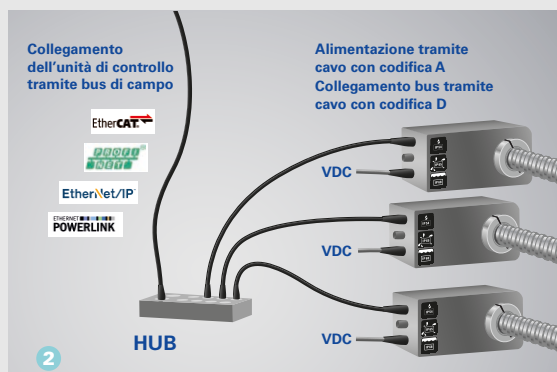 Collegamento
dell'unità di controllo
tramite bus di campo
EtherCAT.
PROFI
NET
EtherNet/IP
ETHERNET
POWERLINK
Alimentazione tramite
cavo con codifica A
Collegamento bus tramite
cavo con codifica D
VDC
VDC
VDC
HUB
2